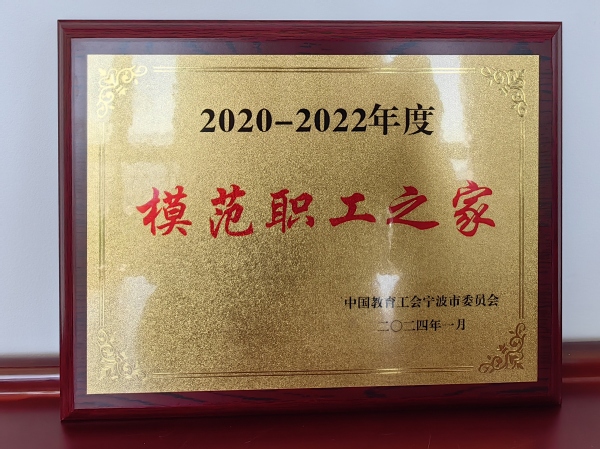 2020-2022年度
模范职工之家
中国教育工会宁波市委员会
二〇二四年一月